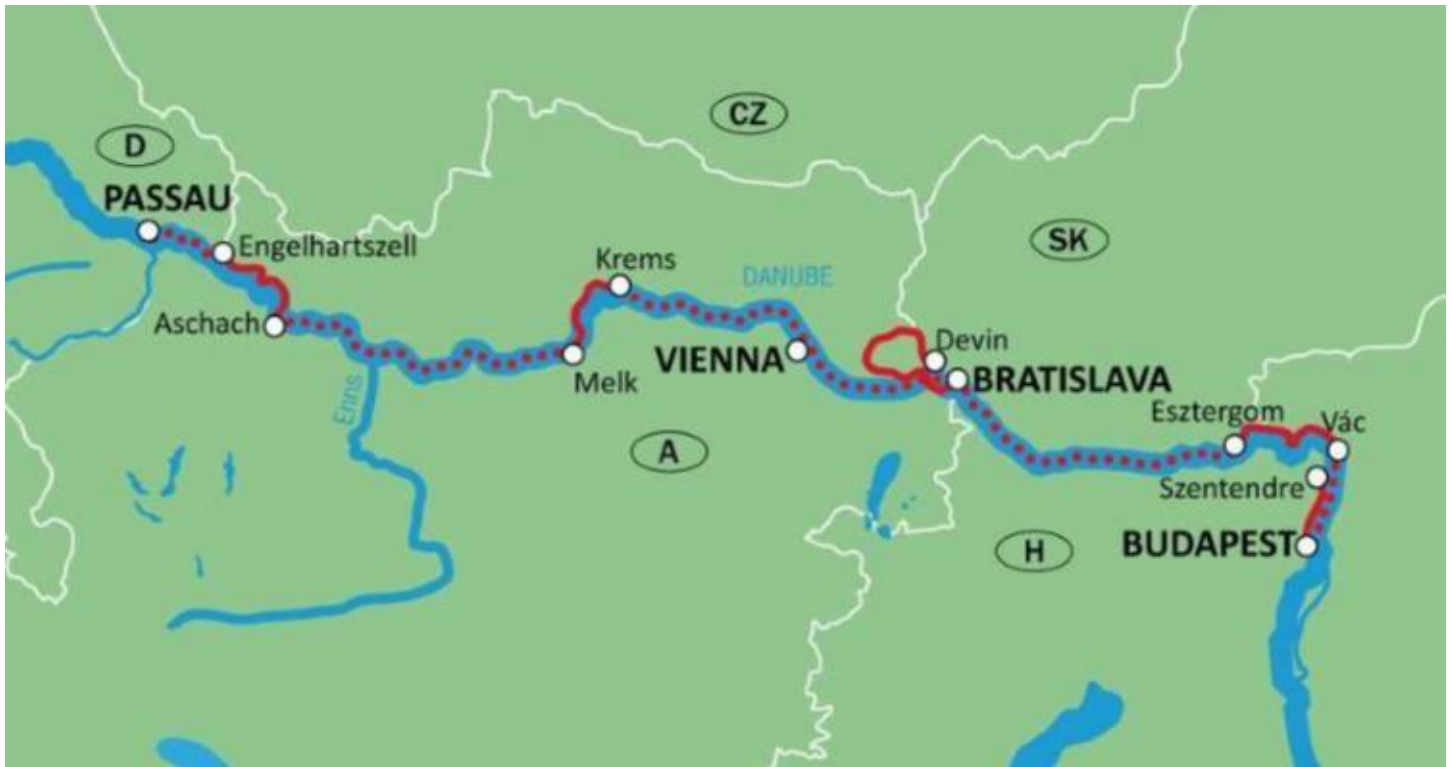 CZ
D
PASSAU
Engelhartszell
SK
Krems
DANUBE
Aschach
Devin
VIENNA
BRATISLAVA
Melk
Enns
Esztergom
Vác
A
Szentendre
H
BUDAPEST